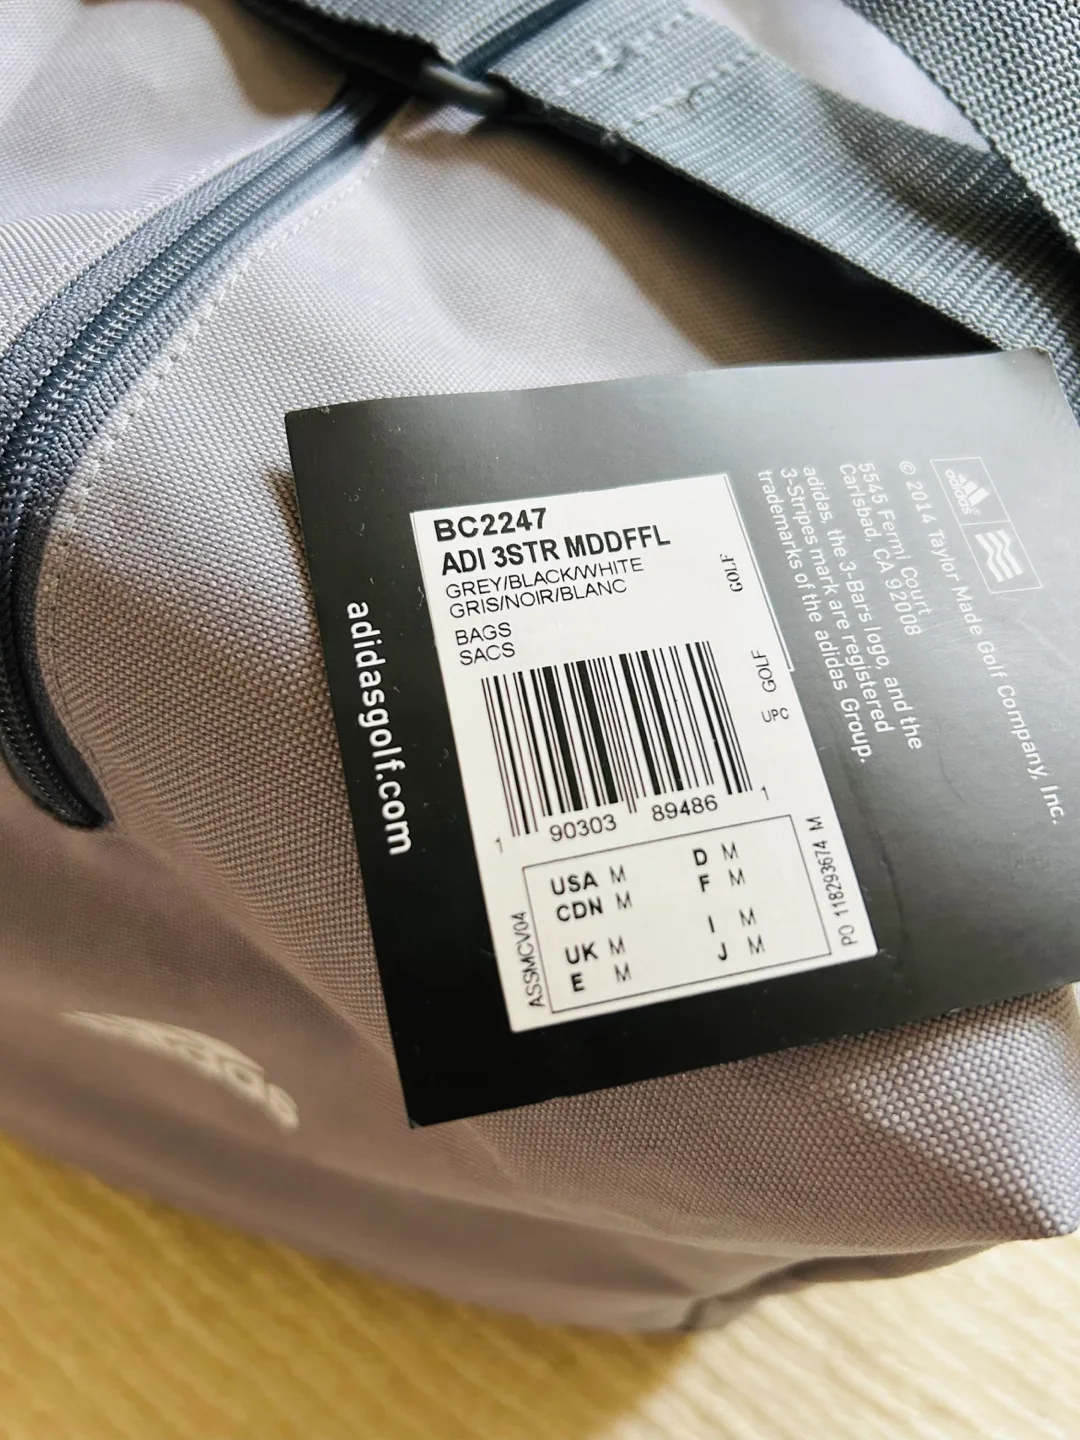 BC2247
ADI 3STR MDDFFL
GREY/BLACK/WHITE
GRIS/NOIR/BLANC
BAGS
SACS
GOLF
GOLF
UPC
1 90303 89486 1
USA M
CDN M
UK M
E M
D M
F M
I M
J M
ASSMCV04
PO 118293674 M
adidasgolf.com
adidas
© 2014 Taylor Made Golf Company, Inc.
5545 Fermi Court
Carlsbad, CA 92008
adidas, the 3-Bars logo, and the
3-Stripes mark are registered
trademarks of the adidas Group.
adidas